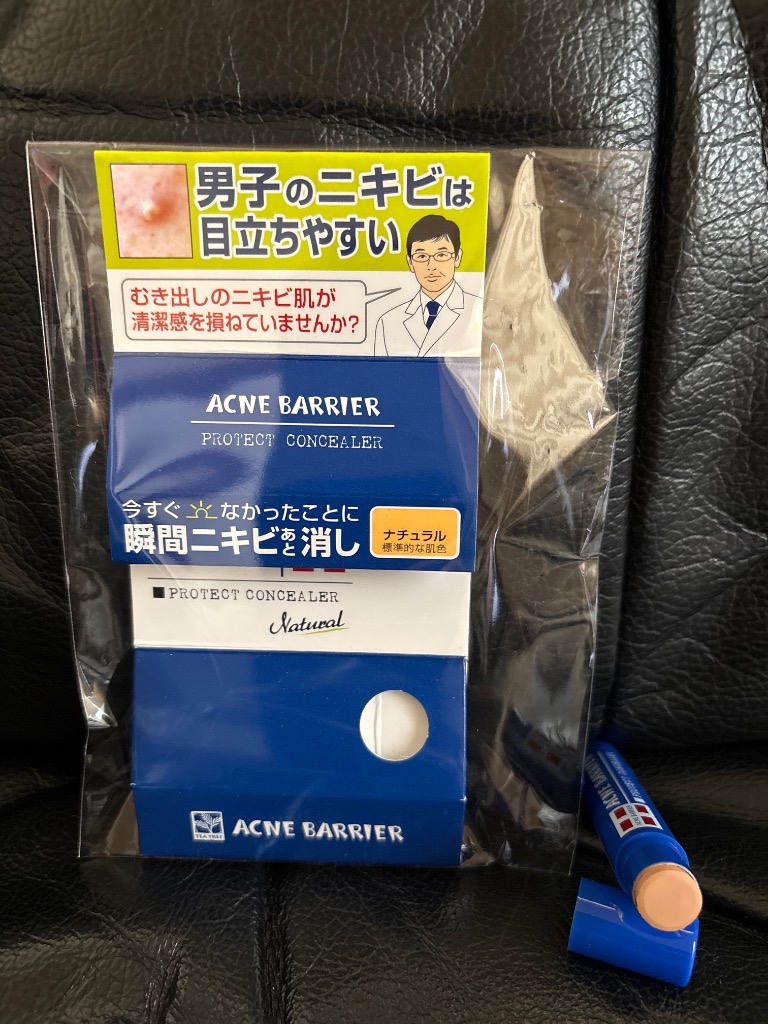 男子のニキビは
目立ちやすい
むき出しのニキビ肌が
清潔感を損ねていませんか?
ACNE BARRIER
PROTECT CONCEALER
今すぐ なかったことに
瞬間ニキビあと消し
ナチュラル
標準的な肌色
■PROTECT CONCEALER
Natural
TEA TREE
ACNE BARRIER
ACNE BARRIER